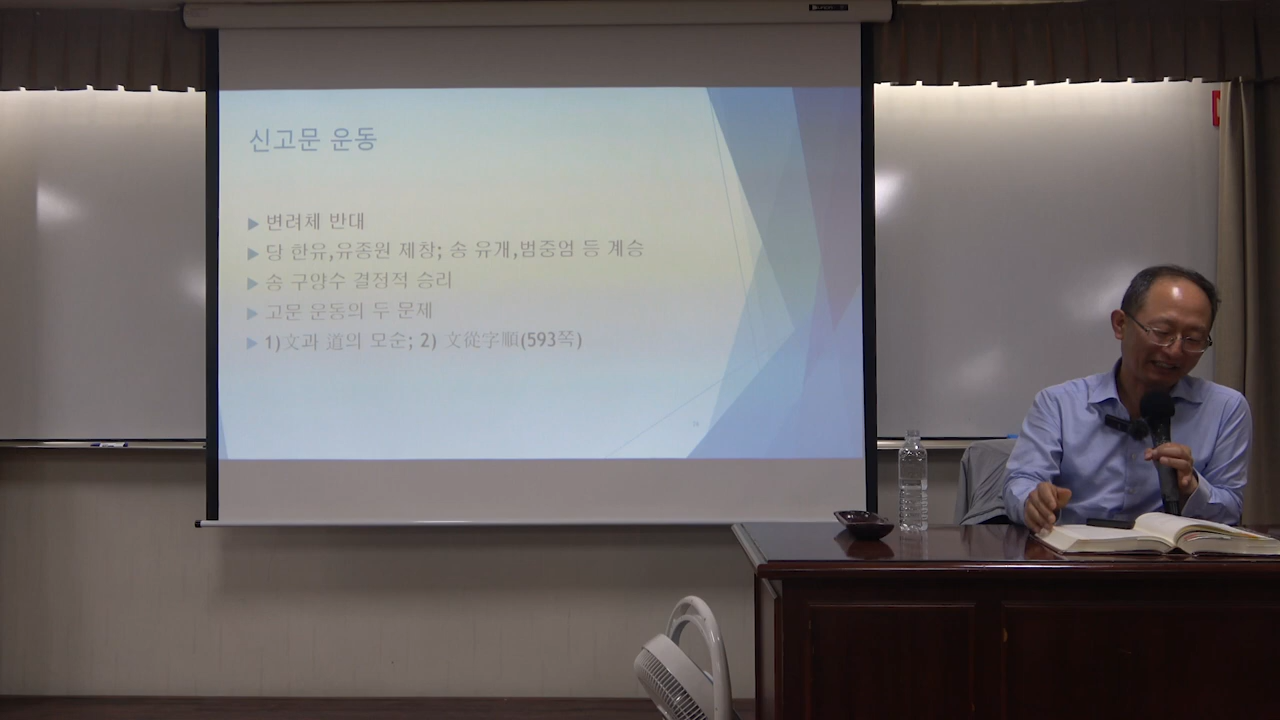 신고문 운동
변려체 반대
당 한유,유종원 제창; 송 유개,범중엄 등 계승
송 구양수 결정적 승리
고문 운동의 두 문제
1)文과 道의 모순; 2) 文從字順(593쪽)